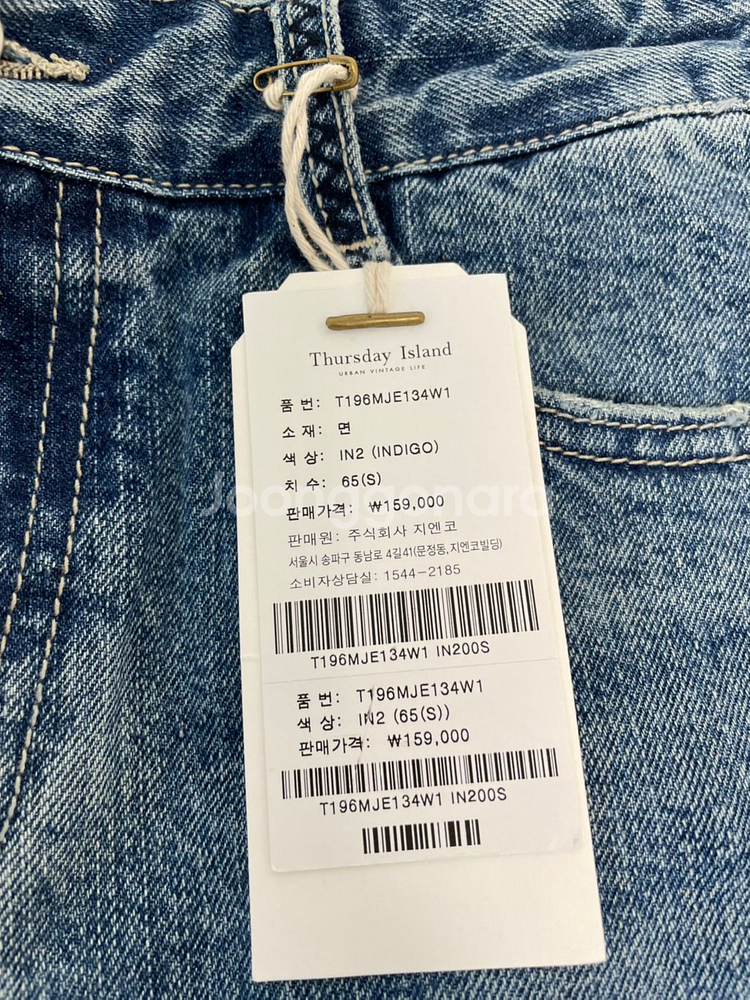 Thursday Island
URBAN VINTAGE LIFE
품 번: T196MJE134W1
소 재: 면
색 상: IN2 (INDIGO)
치 수: 65(S)
판매가격: ₩159,000
Joonggonara
판매원: 주식회사 지엔코
서울시 송파구 동남로 4길41(문정동,지엔코빌딩)
소비자상담실: 1544-2185
T196MJE134W1 IN200S
품 번: T196MJE134W1
색 상: IN2 (65(S))
판매가격: ₩159,000
T196MJE134W1 IN200S